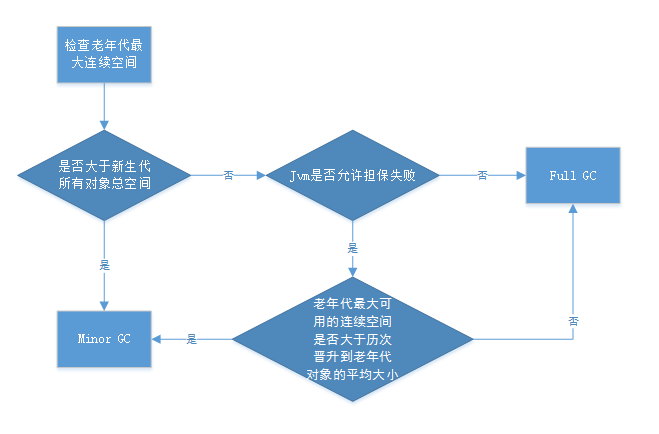 检查老年代最
大连续空间
是否大于新生代
所有对象总空间
否
Jvm是否允许担保失败
否
Full GC
是
是
老年代最大可
用的连续空间
是否大于历次
晋升到老年代
对象的平均大小
否
是
Minor GC